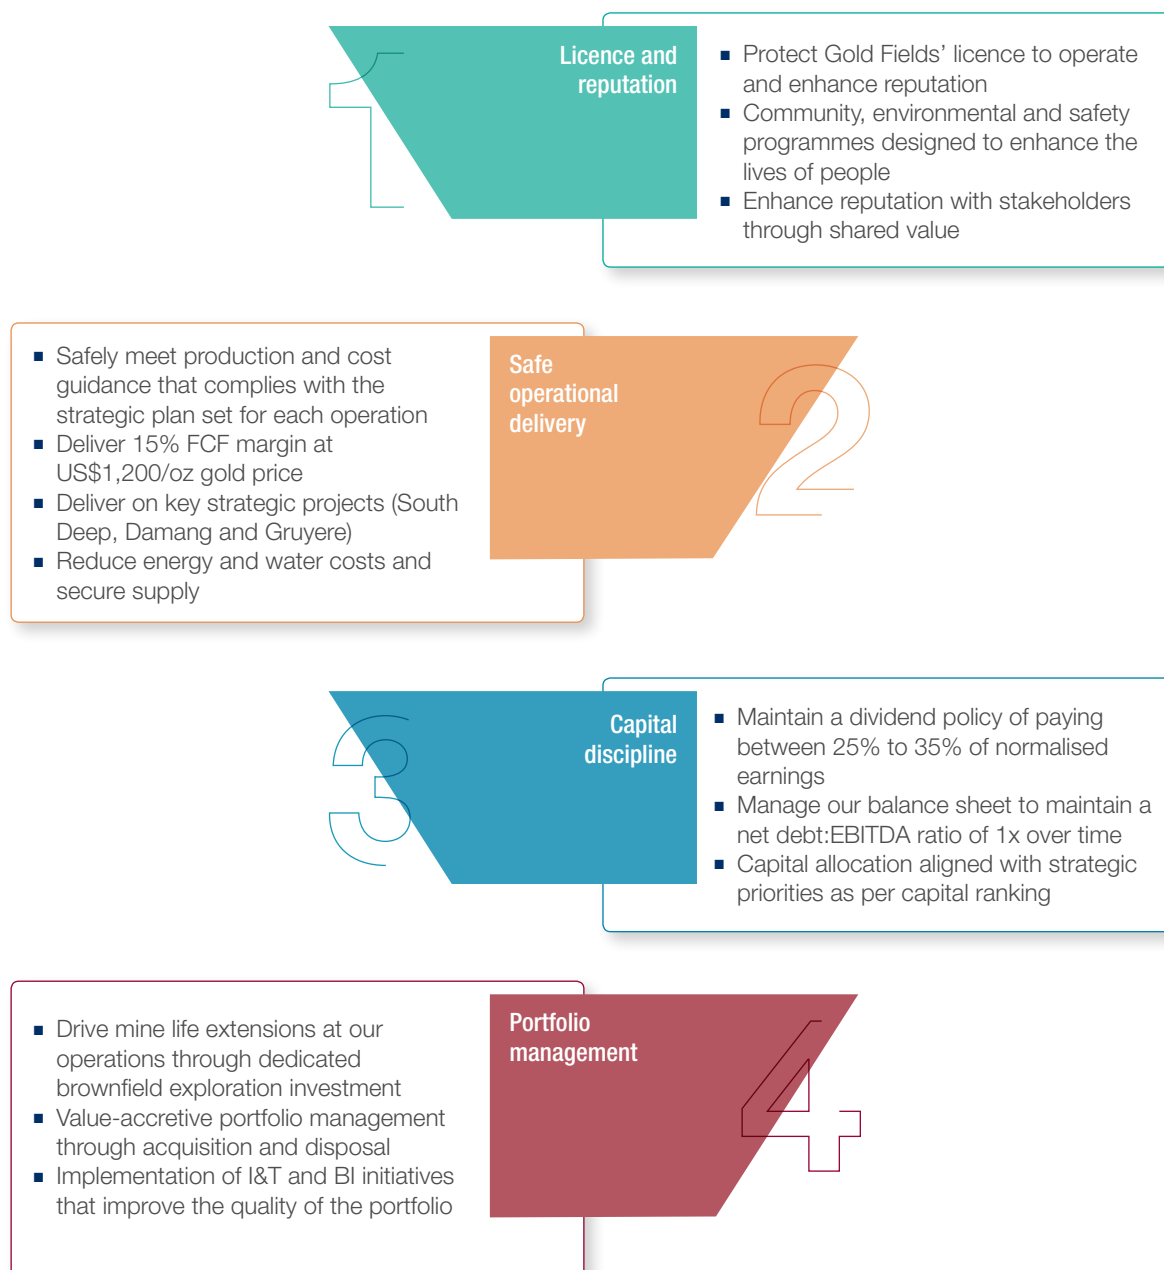 1
Licence and
reputation
■ Protect Gold Fields’ licence to operate
and enhance reputation
■ Community, environmental and safety
programmes designed to enhance the
lives of people
■ Enhance reputation with stakeholders
through shared value
■ Safely meet production and cost
guidance that complies with the
strategic plan set for each operation
■ Deliver 15% FCF margin at
US$1,200/oz gold price
■ Deliver on key strategic projects (South
Deep, Damang and Gruyere)
■ Reduce energy and water costs and
secure supply
Safe
operational
delivery
2
3
Capital
discipline
■ Maintain a dividend policy of paying
between 25% to 35% of normalised
earnings
■ Manage our balance sheet to maintain a
net debt:EBITDA ratio of 1x over time
■ Capital allocation aligned with strategic
priorities as per capital ranking
■ Drive mine life extensions at our
operations through dedicated
brownfield exploration investment
■ Value-accretive portfolio management
through acquisition and disposal
■ Implementation of I&T and BI initiatives
that improve the quality of the portfolio
Portfolio
management
4